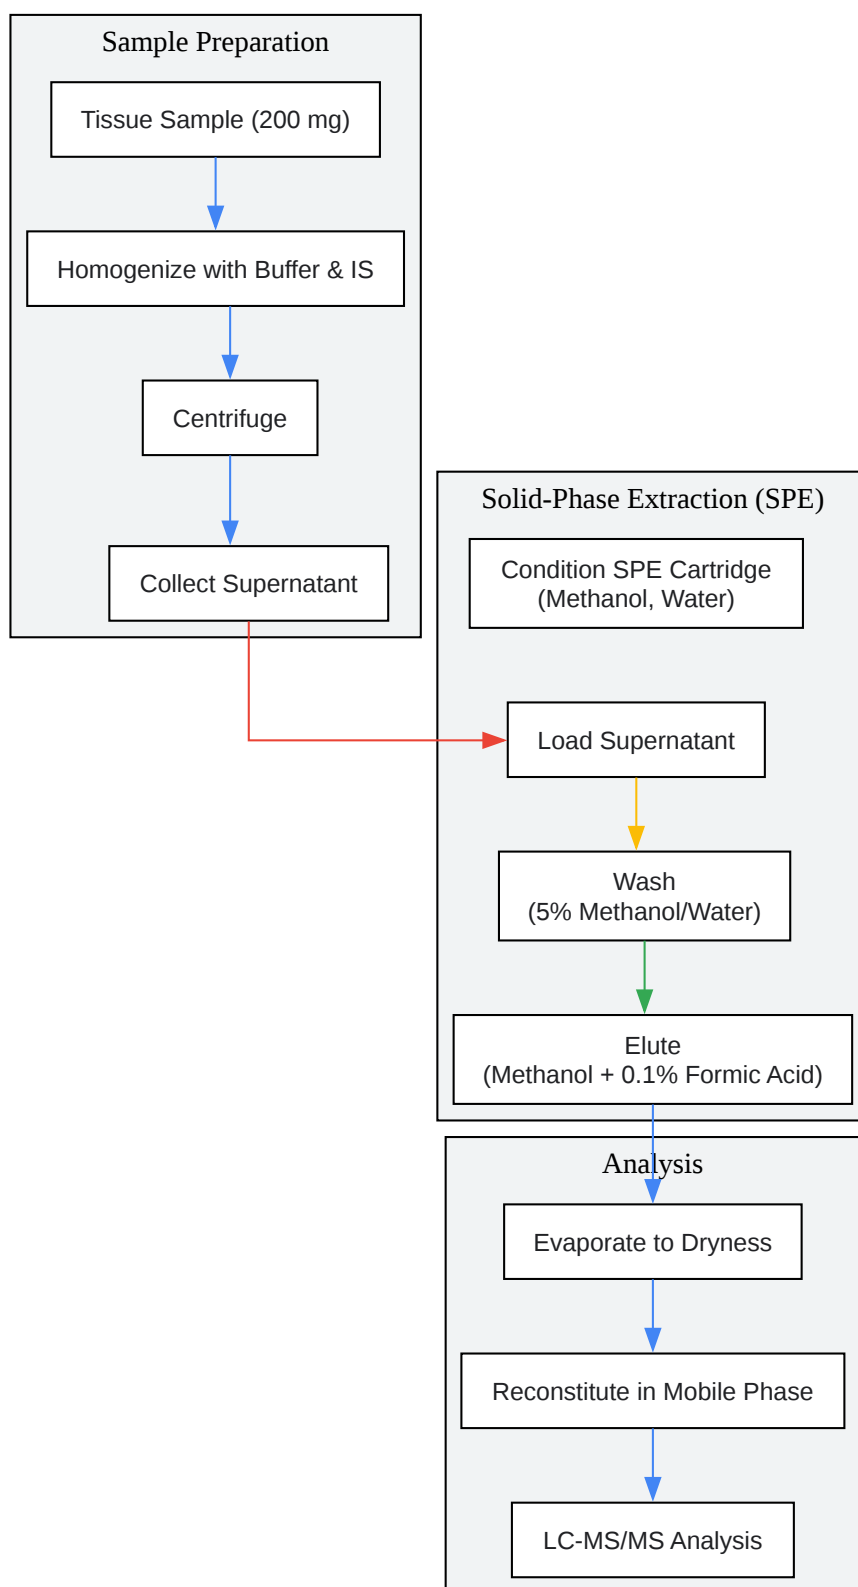 Sample Preparation
Tissue Sample (200 mg)
Homogenize with Buffer & IS
Centrifuge
Collect Supernatant
Solid-Phase Extraction (SPE)
Condition SPE Cartridge
(Methanol, Water)
Load Supernatant
Wash
(5% Methanol/Water)
Elute
(Methanol + 0.1% Formic Acid)
Analysis
Evaporate to Dryness
Reconstitute in Mobile Phase
LC-MS/MS Analysis